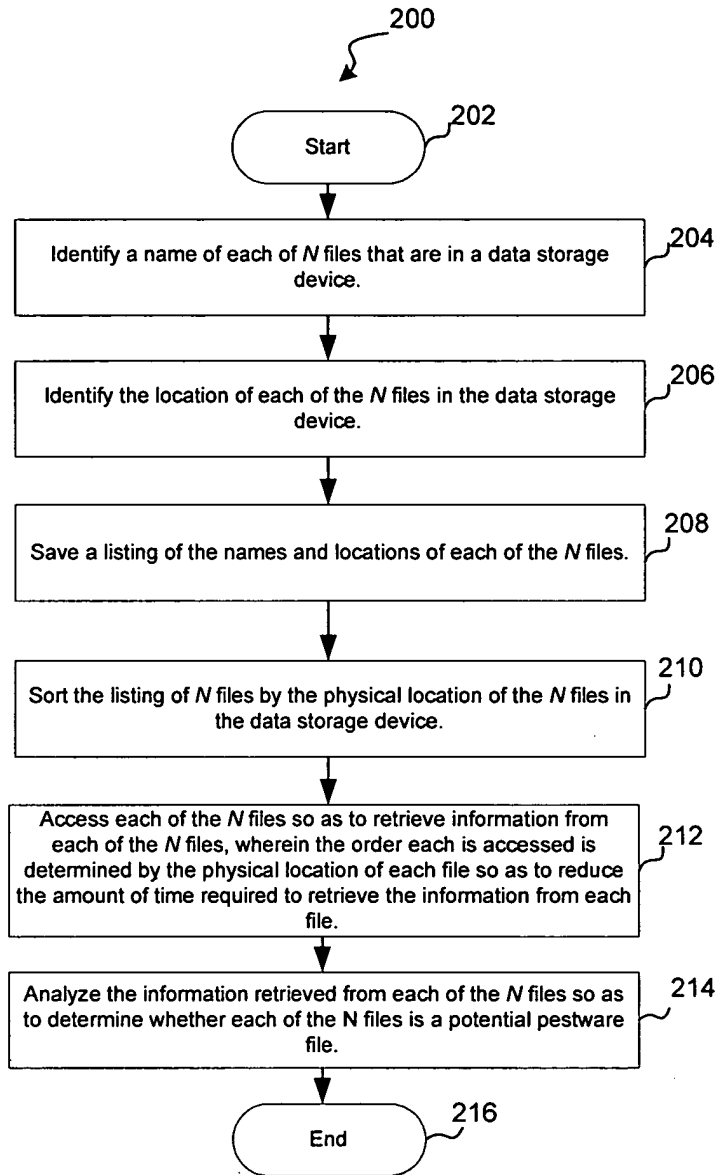 200
202
Start
204
Identify a name of each of N files that are in a data storage
device.
206
Identify the location of each of the N files in the data storage
device.
208
Save a listing of the names and locations of each of the N files.
210
Sort the listing of N files by the physical location of the N files in
the data storage device.
Access each of the N files so as to retrieve information from
each of the N files, wherein the order each is accessed is
212
determined by the physical location of each file so as to reduce
the amount of time required to retrieve the information from each
file.
214
Analyze the information retrieved from each of the N files so as
to determine whether each of the N files is a potential pestware
file.
216
End